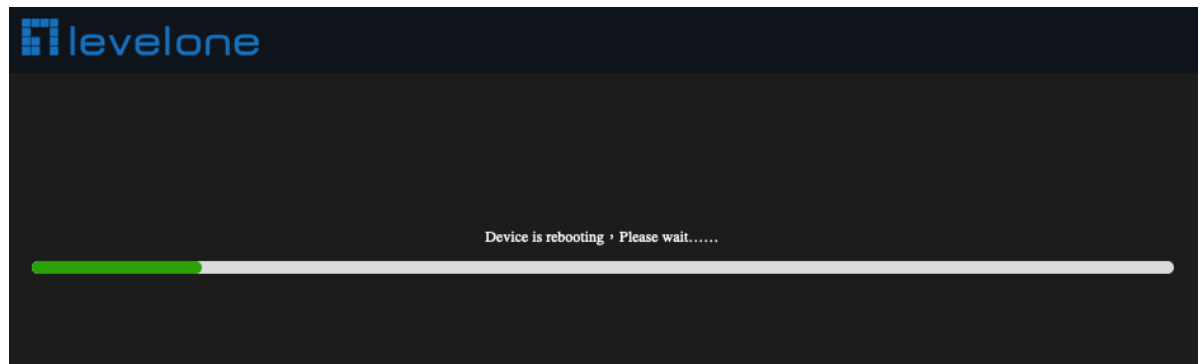 levelone
Device is rebooting，Please wait......